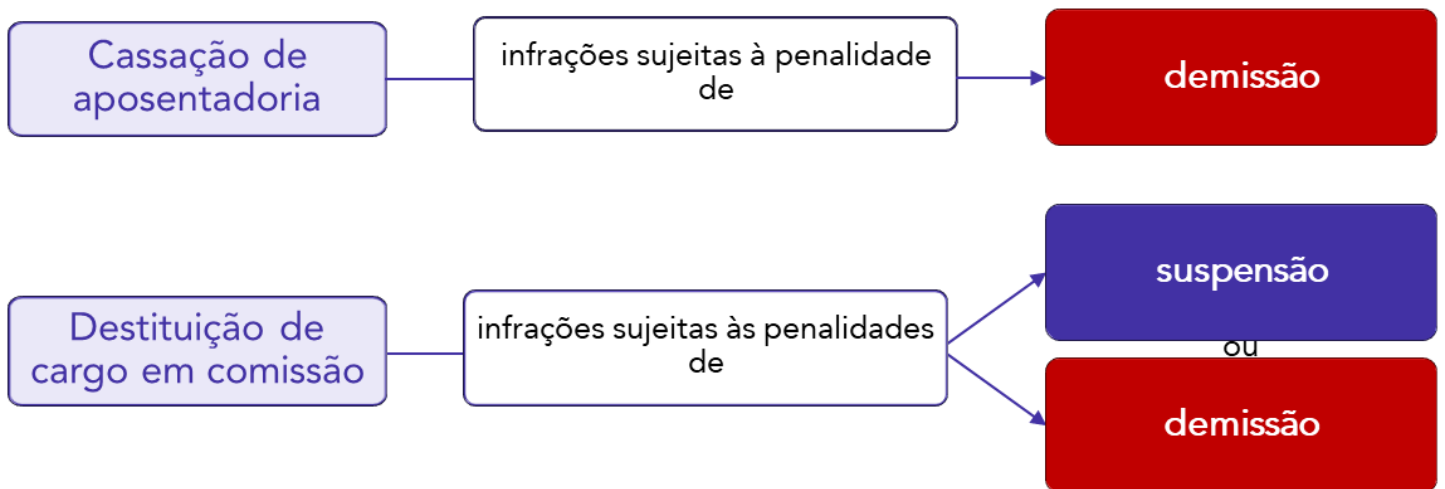 Cassação de
aposentadoria
infrações sujeitas à penalidade
de
demissão
Destituição de
cargo em comissão
infrações sujeitas às penalidades
de
suspensão
ou
demissão